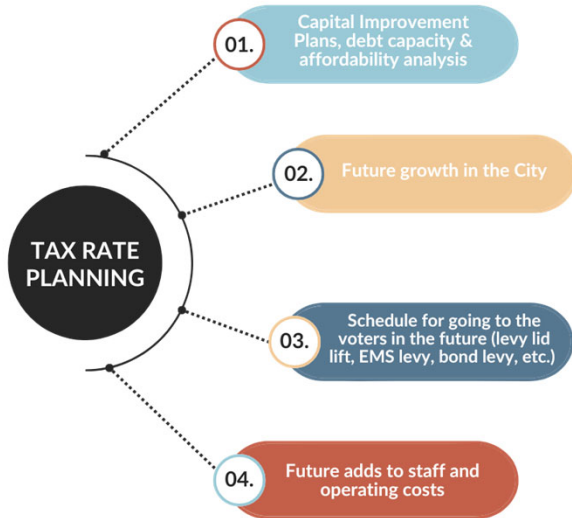 TAX RATE
PLANNING
01.
Capital Improvement
Plans, debt capacity &
affordability analysis
02.
Future growth in the City
03.
Schedule for going to the
voters in the future (levy lid
lift, EMS levy, bond levy, etc.)
04.
Future adds to staff and
operating costs